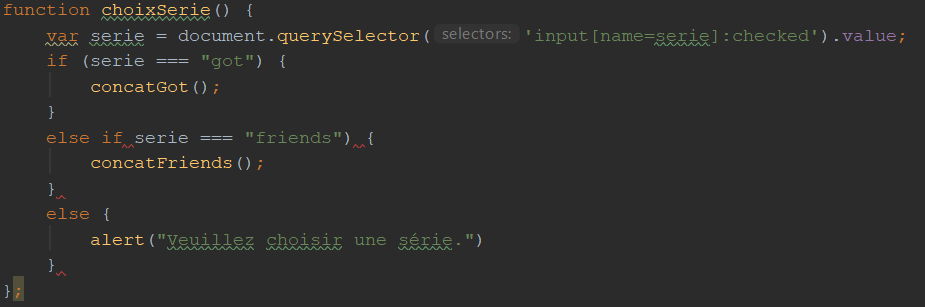 function choixSerie() {
    var serie = document.querySelector( selectors: 'input[name=serie]:checked').value;
    if (serie === "got") {
        concatGot();
    }
    else if serie === "friends") {
        concatFriends();
    }
    else {
        alert("Veuillez choisir une série.")
    }
};